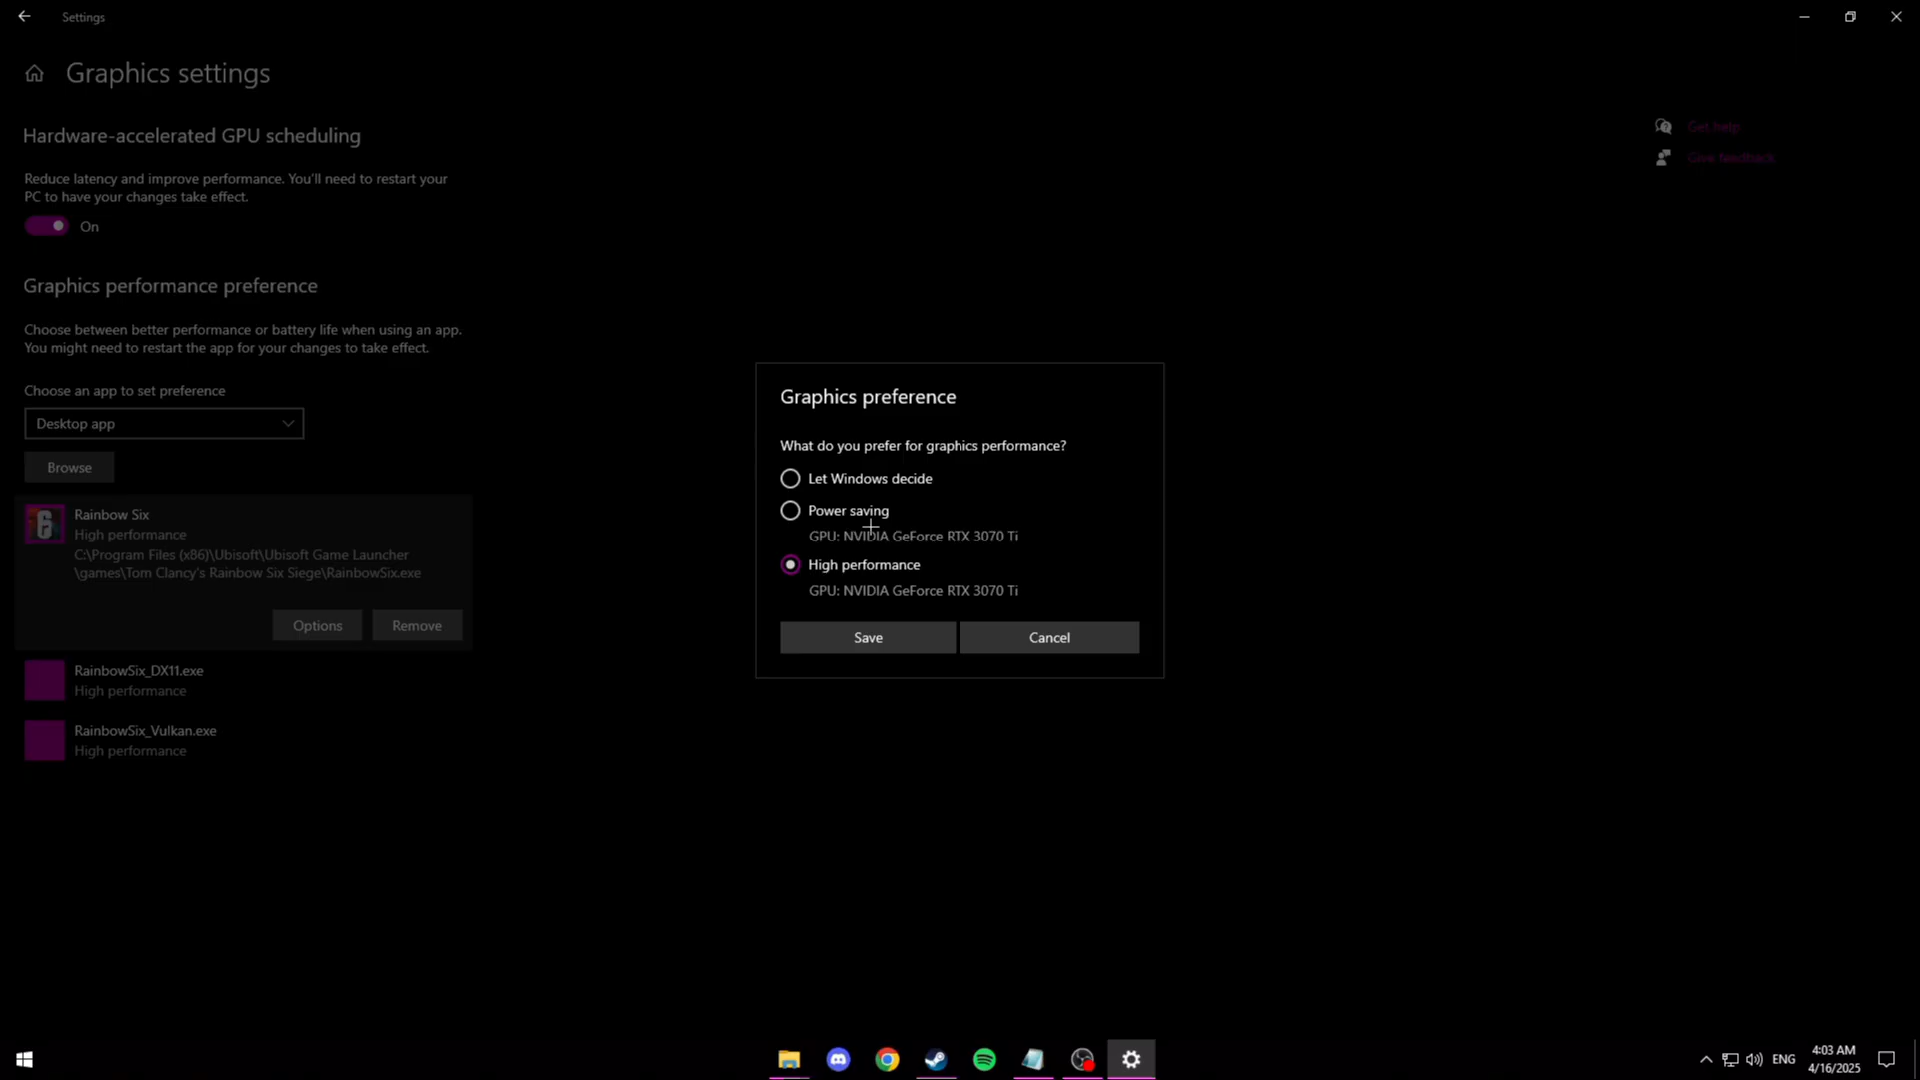 Settings
Graphics settings
Hardware-accelerated GPU scheduling
Reduce latency and improve performance. You'll need to restart your
PC to have your changes take effect.
On
Graphics performance preference
Choose between better performance or battery life when using an app.
You might need to restart the app for your changes to take effect.
Choose an app to set preference
Desktop app
Browse
Rainbow Six
High performance
C:\Program Files (x86)\Ubisoft\Ubisoft Game Launcher
\games\Tom Clancy's Rainbow Six Siege\RainbowSix.exe
Options
Remove
RainbowSix_DX11.exe
High performance
RainbowSix_Vulkan.exe
High performance
Get help
Give feedback
Graphics preference
What do you prefer for graphics performance?
Let Windows decide
Power saving
GPU: NVIDIA GeForce RTX 3070 Ti
High performance
GPU: NVIDIA GeForce RTX 3070 Ti
Save
Cancel
ENG
4:03 AM
4/16/2025